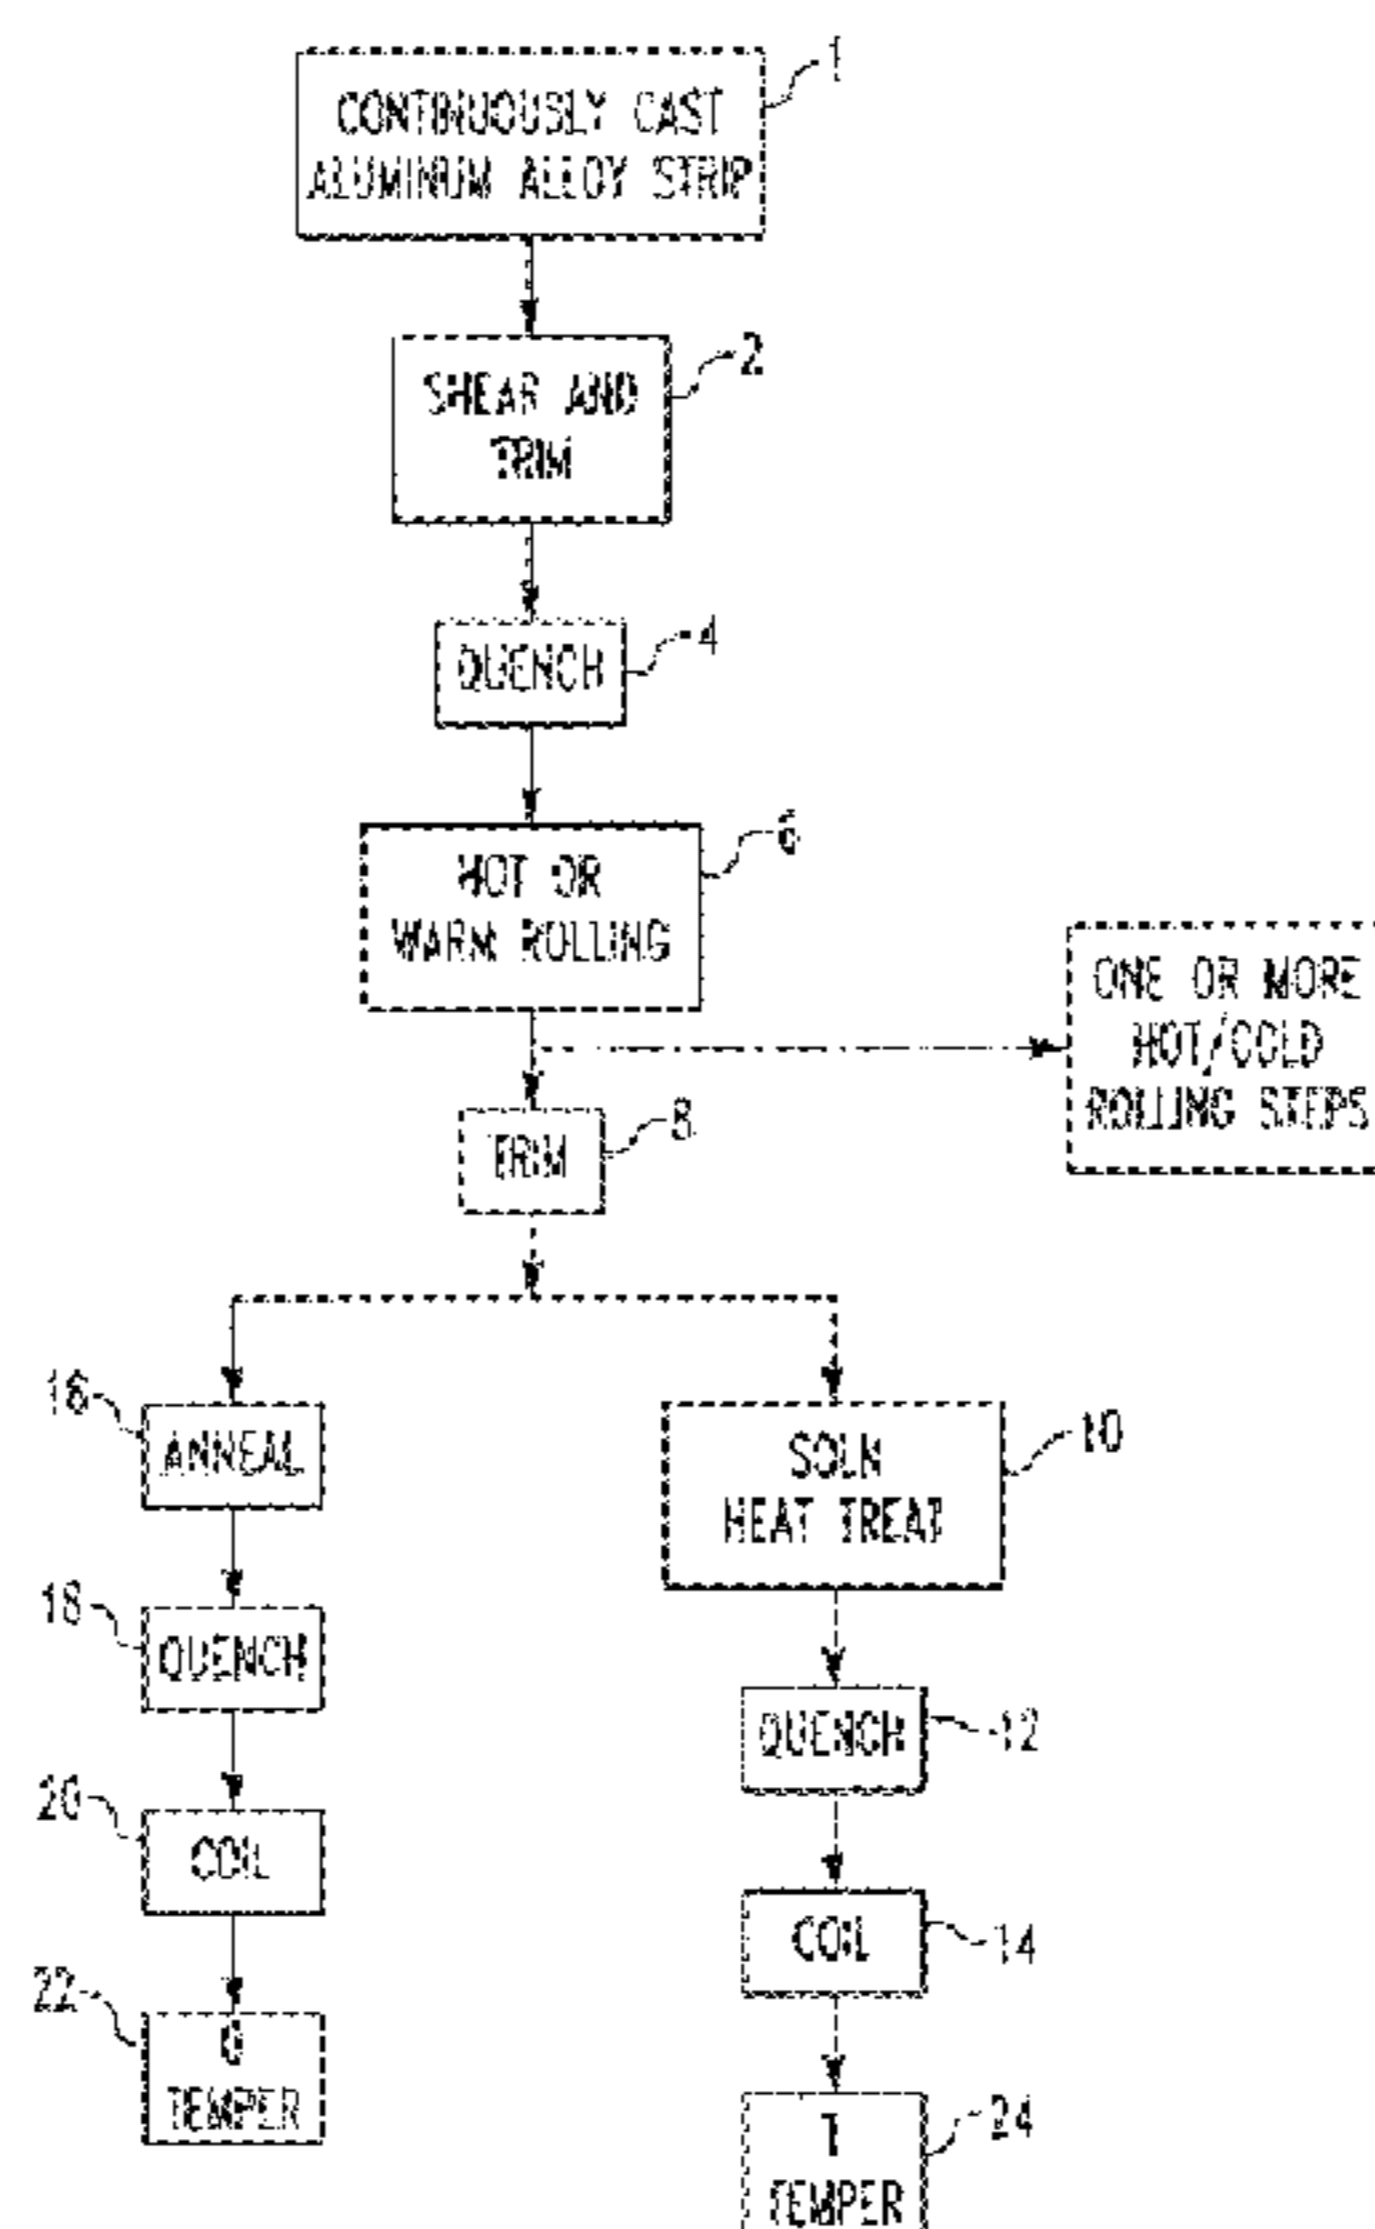 1
CONTINUOUSLY CAST
ALUMINUM ALLOY STRIP
2
SHEAR AND
TRIM
4
QUENCH
6
HOT OR
WARM ROLLING
ONE OR MORE
HOT/COLD
ROLLING STEPS
8
TRIM
16
ANNEAL
10
SOLN
HEAT TREAT
18
QUENCH
12
QUENCH
20
COIL
14
COIL
22
O
TEMPER
24
T
TEMPER